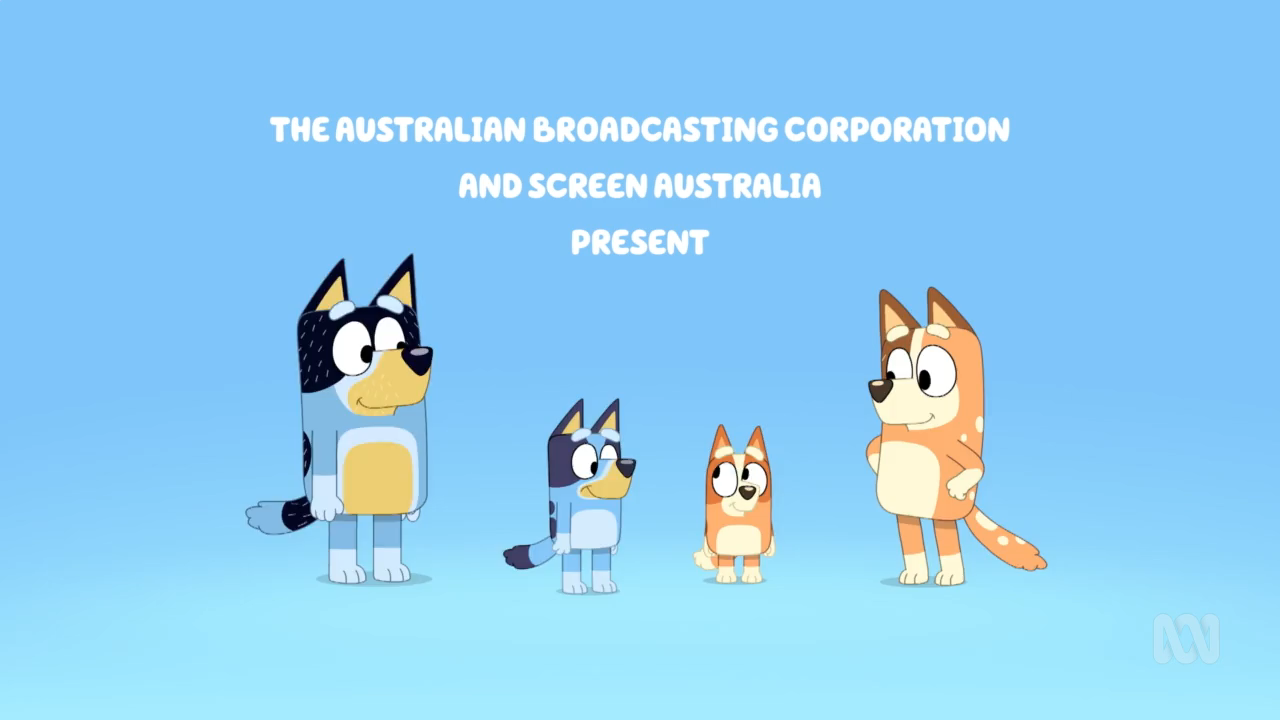 THE AUSTRALIAN BROADCASTING CORPORATION
AND SCREEN AUSTRALIA
PRESENT